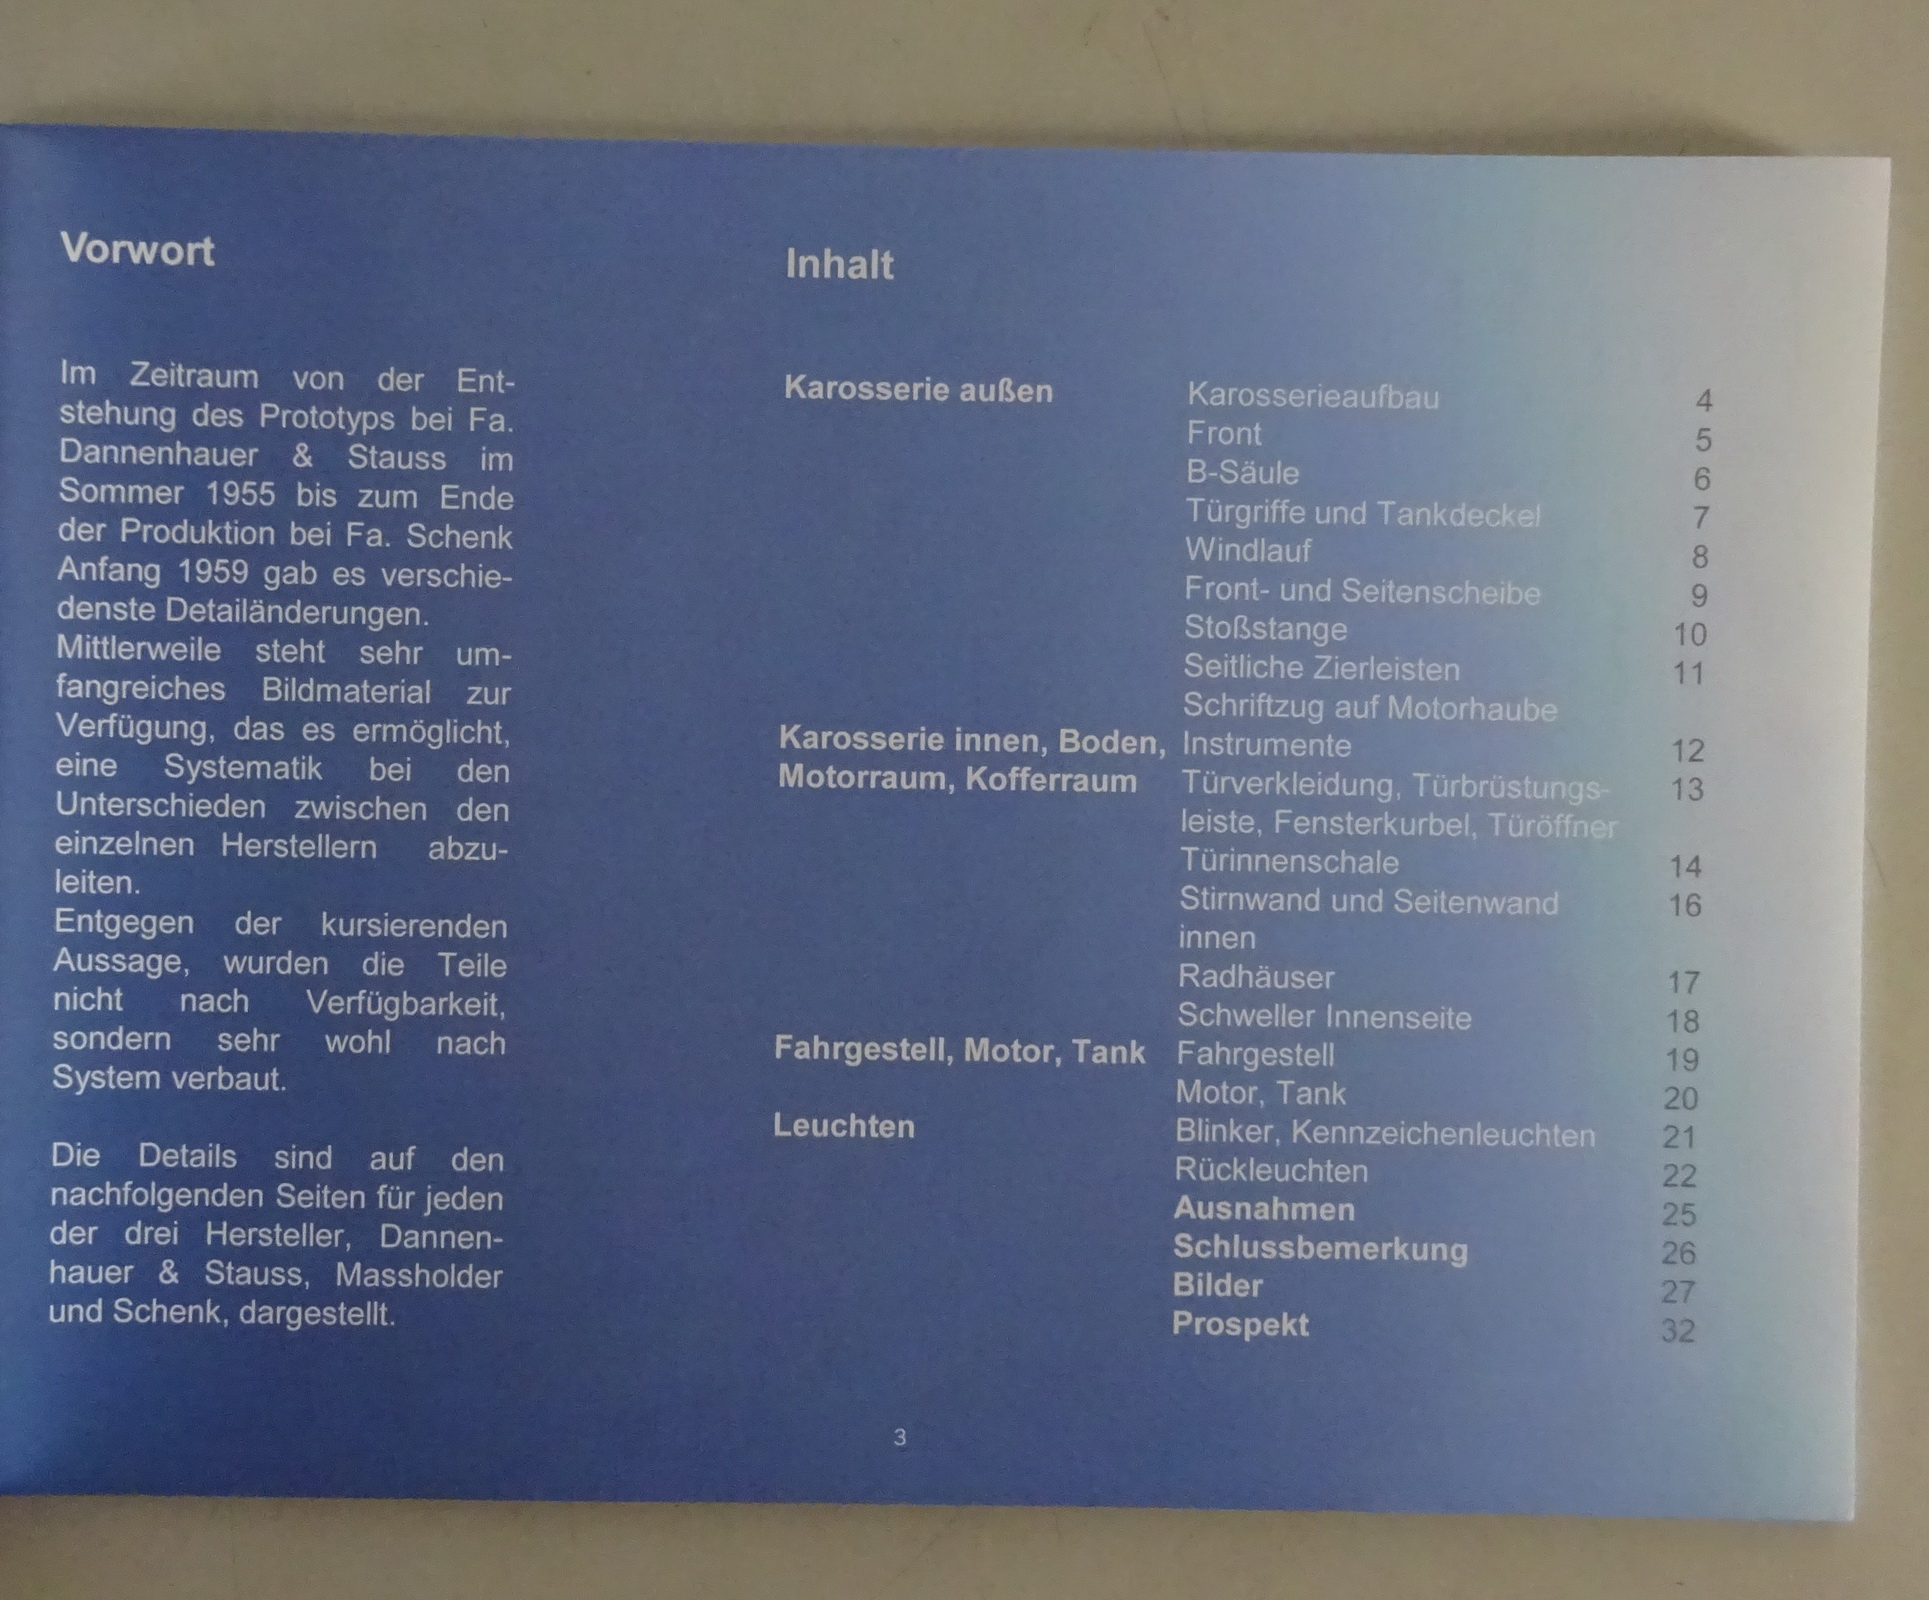 Vorwort
Im Zeitraum von der Ent-
stehung des Prototyps bei Fa.
Dannenhauer & Stauss im
Sommer 1955 bis zum Ende
der Produktion bei Fa. Schenk
Anfang 1959 gab es verschie-
denste Detailänderungen.
Mittlerweile steht sehr um-
fangreiches Bildmaterial zur
Verfügung, das es ermöglicht,
eine Systematik bei den
Unterschieden zwischen den
einzelnen Herstellern abzu-
leiten.
Entgegen der kursierenden
Aussage, wurden die Teile
nicht nach Verfügbarkeit,
sondern sehr wohl nach
System verbaut.
Die Details sind auf den
nachfolgenden Seiten für jeden
der drei Hersteller, Dannen-
hauer & Stauss, Massholder
und Schenk, dargestellt.
Inhalt
Karosserie außen Karosserieaufbau 4
Front 5
B-Säule 6
Türgriffe und Tankdeckel 7
Windlauf 8
Front- und Seitenscheibe 9
Stoßstange 10
Seitliche Zierleisten 11
Schriftzug auf Motorhaube
Karosserie innen, Boden, Instrumente 12
Motorraum, Kofferraum Türverkleidung, Türbrüstungs- 13
leiste, Fensterkurbel, Türöffner
Türinnenschale 14
Stirnwand und Seitenwand 16
innen
Radhäuser 17
Schweller Innenseite 18
Fahrgestell, Motor, Tank Fahrgestell 19
Motor, Tank 20
Leuchten Blinker, Kennzeichenleuchten 21
Rückleuchten 22
Ausnahmen 25
Schlussbemerkung 26
Bilder 27
Prospekt 32
3